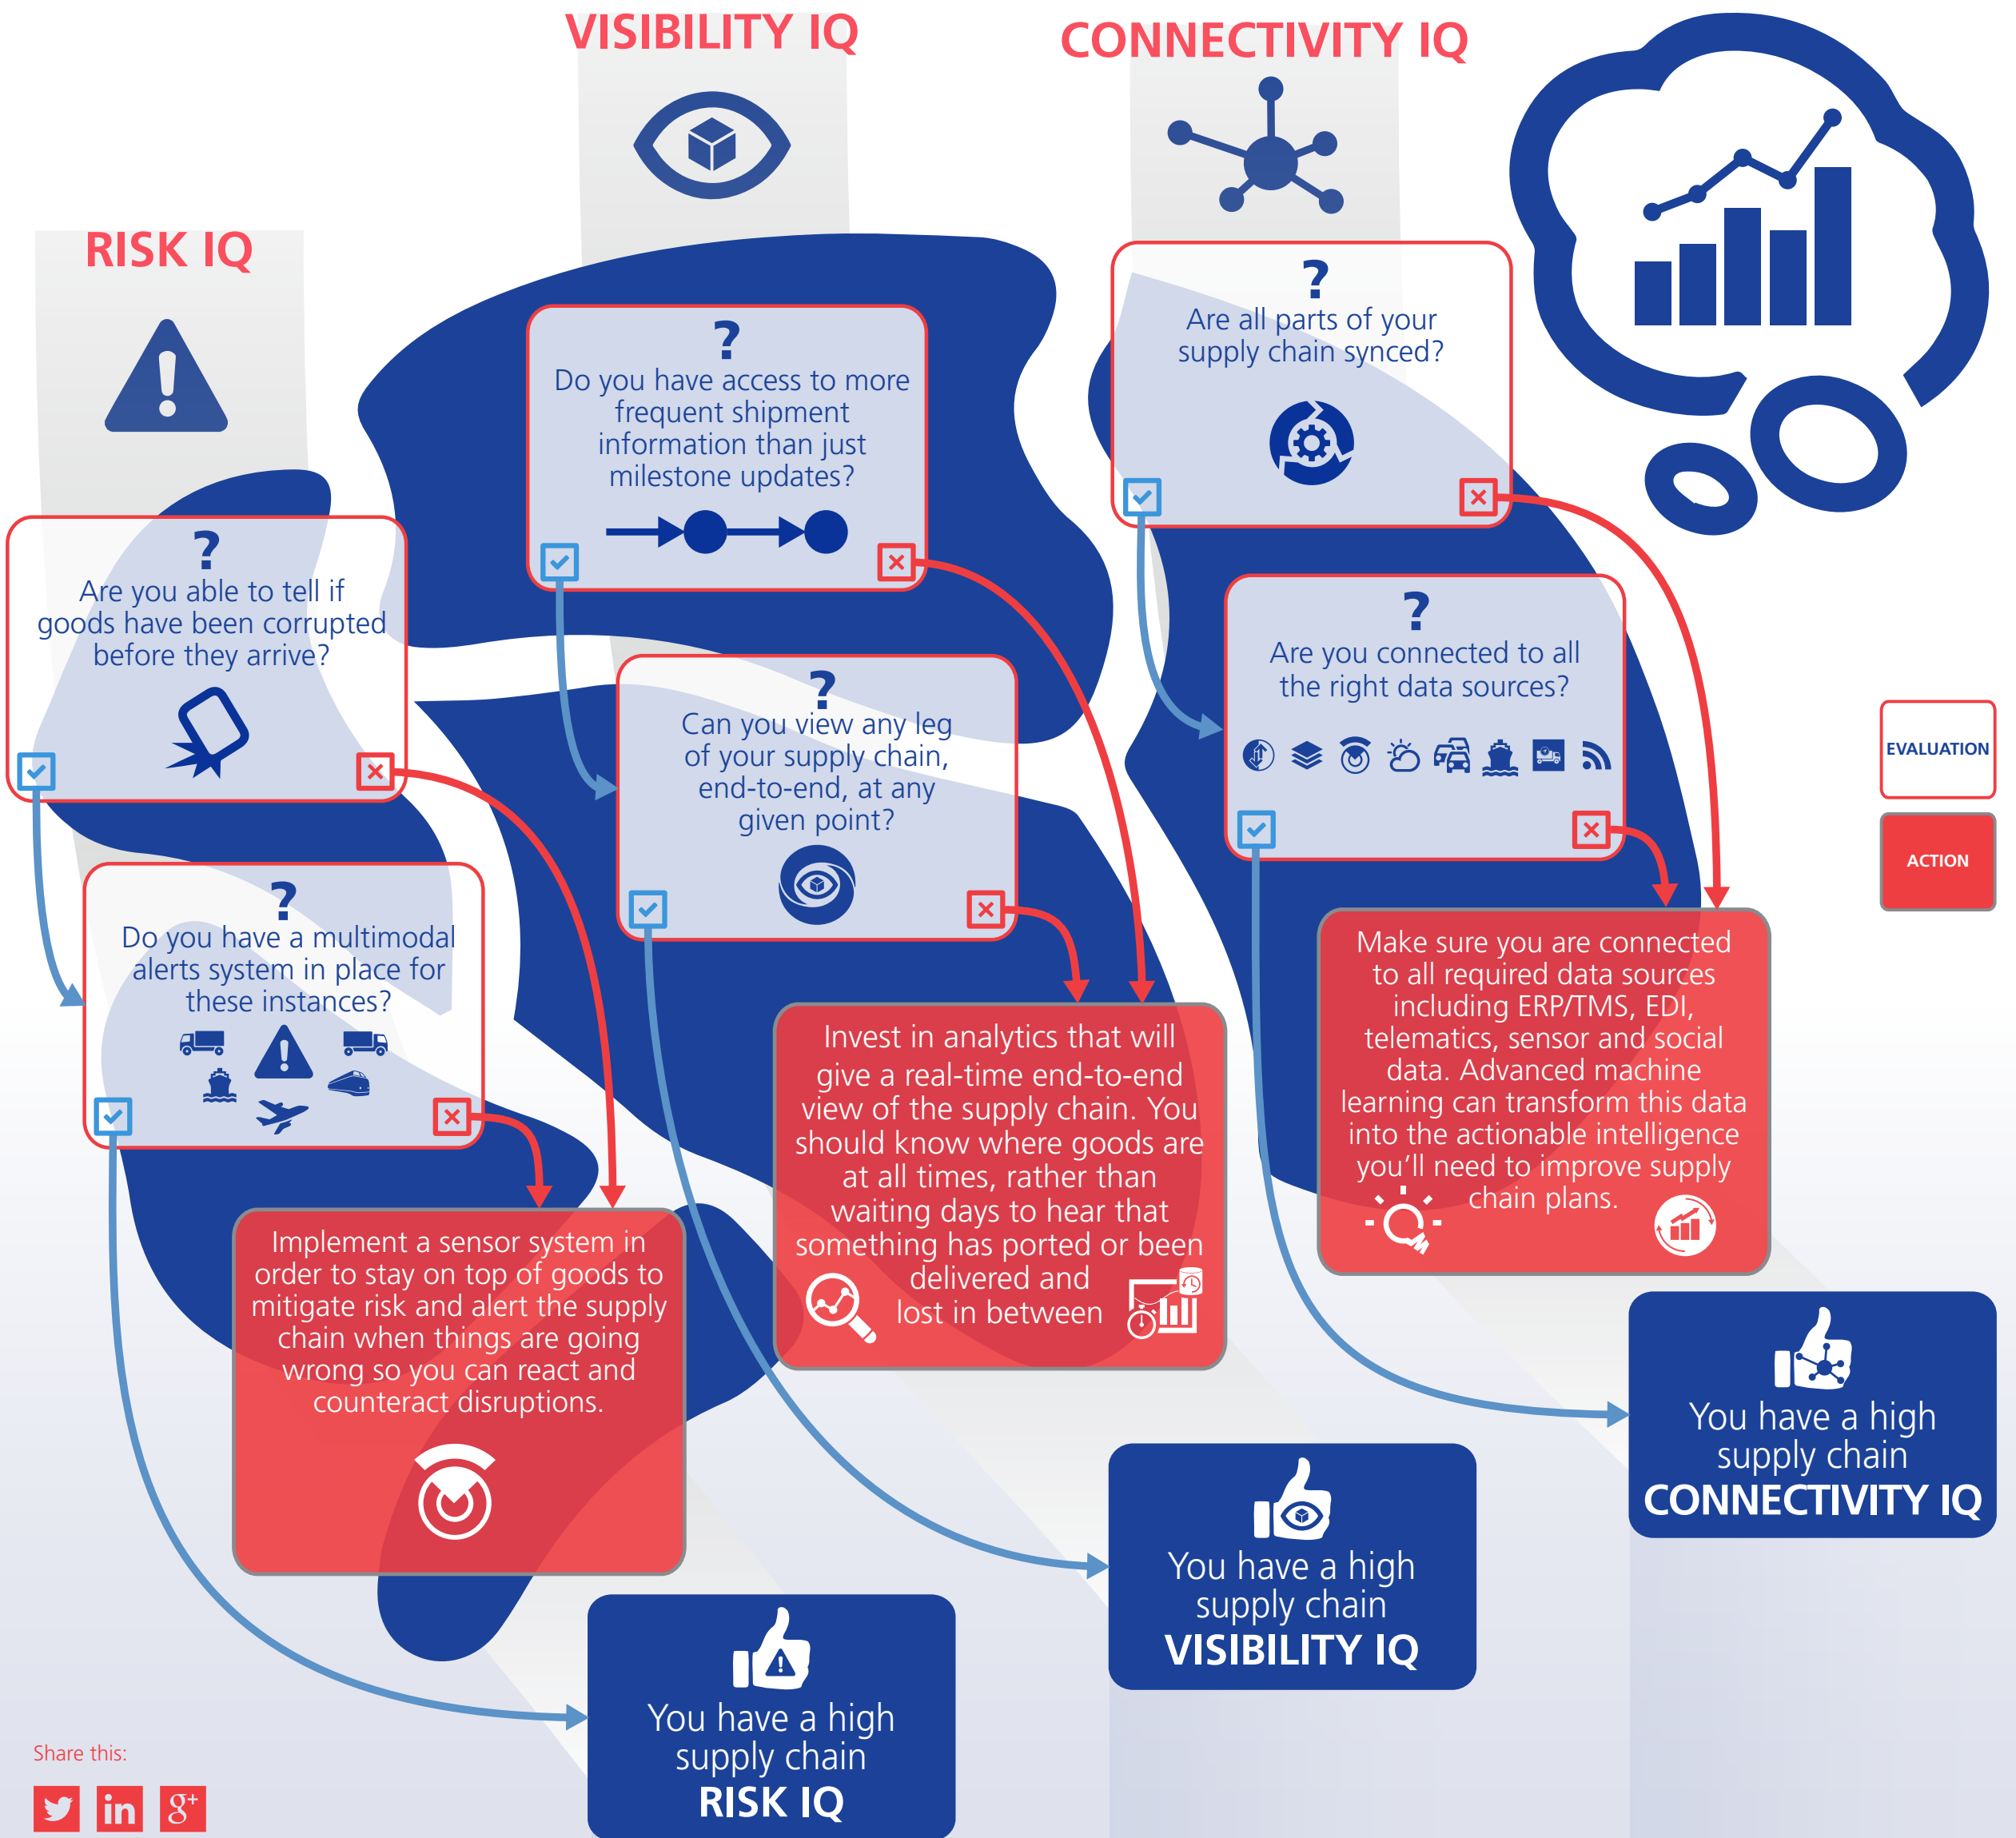 RISK IQ
?
Are you able to tell if
goods have been corrupted
before they arrive?
?
Do you have a multimodal
alerts system in place for
these instances?
Implement a sensor system in
order to stay on top of goods to
mitigate risk and alert the supply
chain when things are going
wrong so you can react and
counteract disruptions.
You have a high
supply chain
RISK IQ
VISIBILITY IQ
?
Do you have access to more
frequent shipment
information than just
milestone updates?
?
Can you view any leg
of your supply chain,
end-to-end, at any
given point?
Invest in analytics that will
give a real-time end-to-end
view of the supply chain. You
should know where goods are
at all times, rather than
waiting days to hear that
something has ported or been
delivered and
lost in between
You have a high
supply chain
VISIBILITY IQ
CONNECTIVITY IQ
?
Are all parts of your
supply chain synced?
?
Are you connected to all
the right data sources?
Make sure you are connected
to all required data sources
including ERP/TMS, EDI,
telematics, sensor and social
data. Advanced machine
learning can transform this data
into the actionable intelligence
you'll need to improve supply
chain plans.
You have a high
supply chain
CONNECTIVITY IQ
EVALUATION
ACTION
Share this:
in
g+